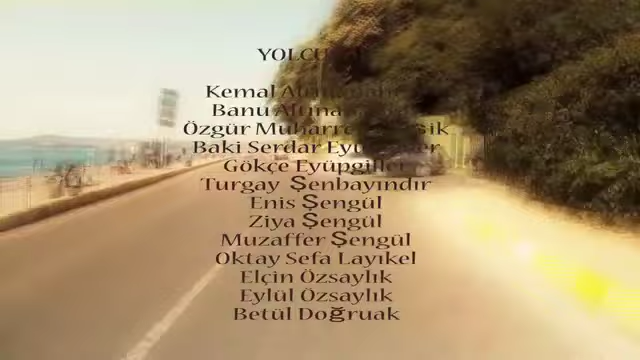 Kemal
Banu
Özgür
Baki Serdar
Gökçe Eyüpgiller
Turgay Şenbayındır
Enis Şengül
Ziya Şengül
Muzaffer Şengül
Oktay Sefa Layıkel
Elçin Özsaylık
Eylül Özsaylık
Betül Doğruak